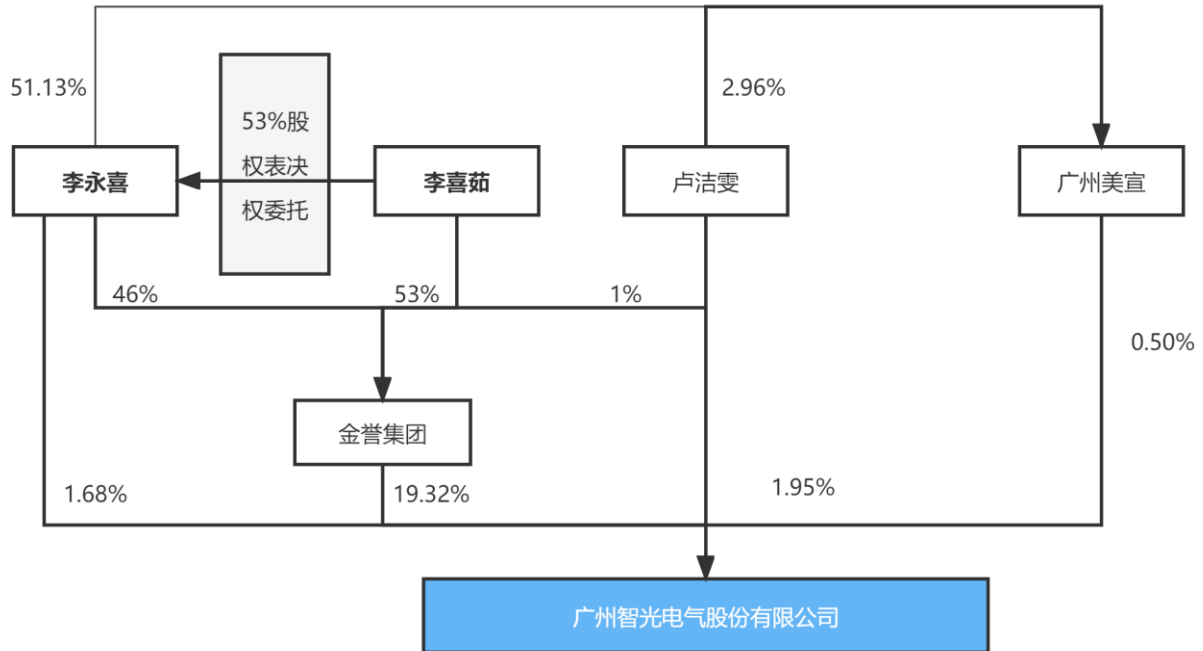 51.13%
2.96%
53%股
权表决
权委托
李永喜
李喜茹
卢洁雯
广州美宣
46%
53%
1%
0.50%
金誉集团
1.68%
19.32%
1.95%
广州智光电气股份有限公司